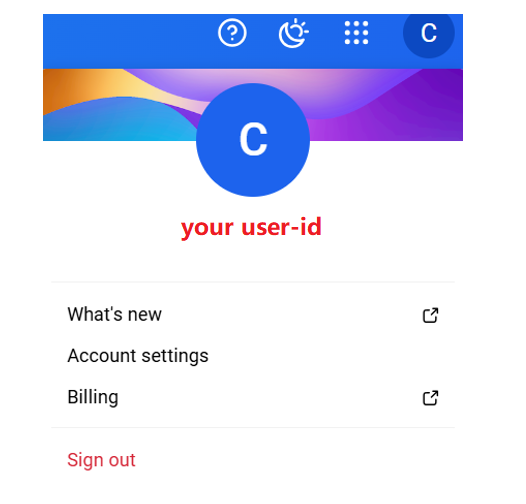 C
C
your user-id
What's new
Account settings
Billing
Sign out